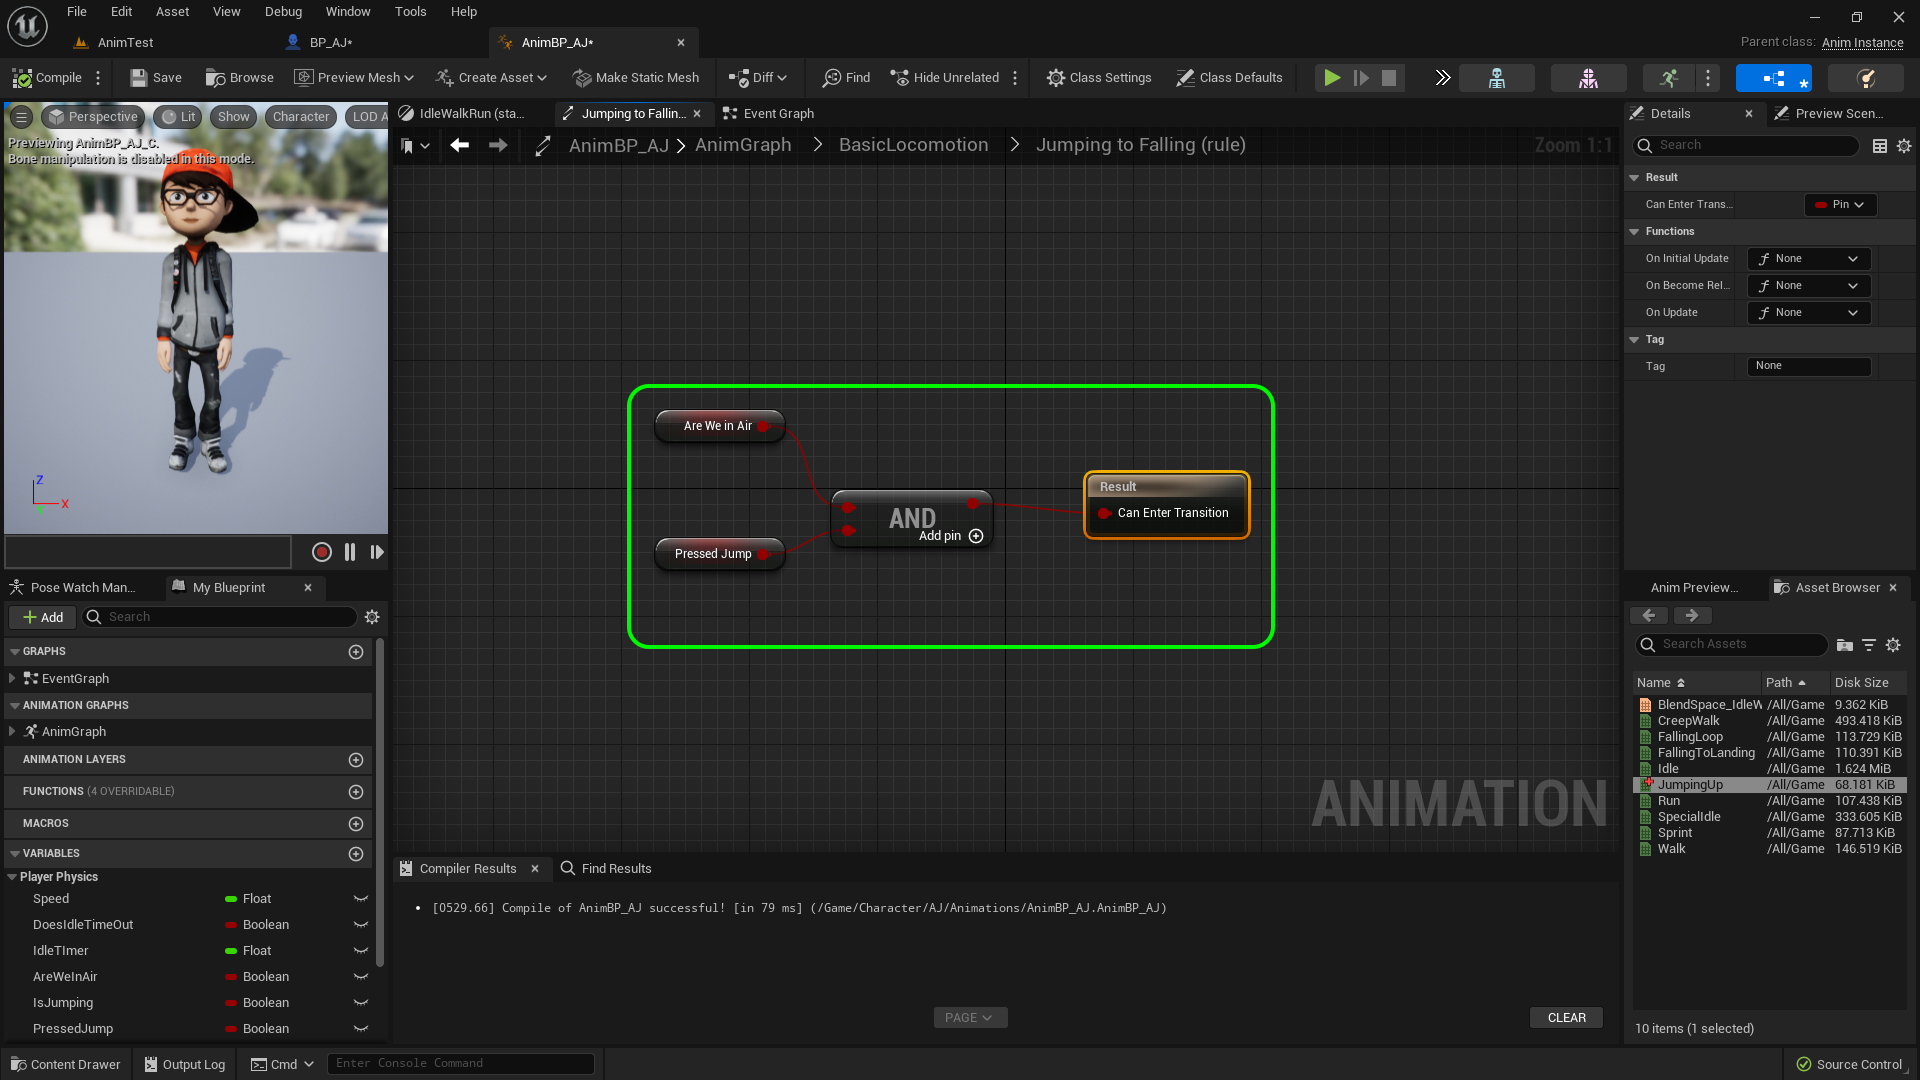 File Edit Asset View Debug Window Tools Help
AnimTest BP_AJ* AnimBP_AJ*
Parent class: Anim Instance
Compile Save Browse Preview Mesh Create Asset Make Static Mesh Diff Find Hide Unrelated Class Settings Class Defaults
Perspective Lit Show Character LOD A
Previewing AnimBP_AJ_C.
Bone manipulation is disabled in this mode.
Z
X
Y
IdleWalkRun (sta... Jumping to Fallin... Event Graph
AnimBP_AJ AnimGraph BasicLocomotion Jumping to Falling (rule)
Zoom 1:1
Are We in Air
Pressed Jump
AND
Add pin
Result
Can Enter Transition
ANIMATION
Details Preview Scen...
Search
Result
Can Enter Trans... Pin
Functions
On Initial Update None
On Become Rel... None
On Update None
Tag
Tag None
Pose Watch Man... My Blueprint
Add Search
GRAPHS
EventGraph
ANIMATION GRAPHS
AnimGraph
ANIMATION LAYERS
FUNCTIONS (4 OVERRIDABLE)
MACROS
VARIABLES
Player Physics
Speed Float
DoesIdleTimeOut Boolean
IdleTImer Float
AreWeInAir Boolean
IsJumping Boolean
PressedJump Boolean
Compiler Results Find Results
[0529.66] Compile of AnimBP_AJ successful! [in 79 ms] (/Game/Character/AJ/Animations/AnimBP_AJ.AnimBP_AJ)
PAGE
CLEAR
Anim Preview... Asset Browser
Search Assets
Name Path Disk Size
BlendSpace_IdleW /All/Game 9.362 KiB
CreepWalk /All/Game 493.418 KiB
FallingLoop /All/Game 113.729 KiB
FallingToLanding /All/Game 110.391 KiB
Idle /All/Game 1.624 MiB
JumpingUp /All/Game 68.181 KiB
Run /All/Game 107.438 KiB
SpecialIdle /All/Game 333.605 KiB
Sprint /All/Game 87.713 KiB
Walk /All/Game 146.519 KiB
10 items (1 selected)
Content Drawer Output Log Cmd Enter Console Command
Source Control